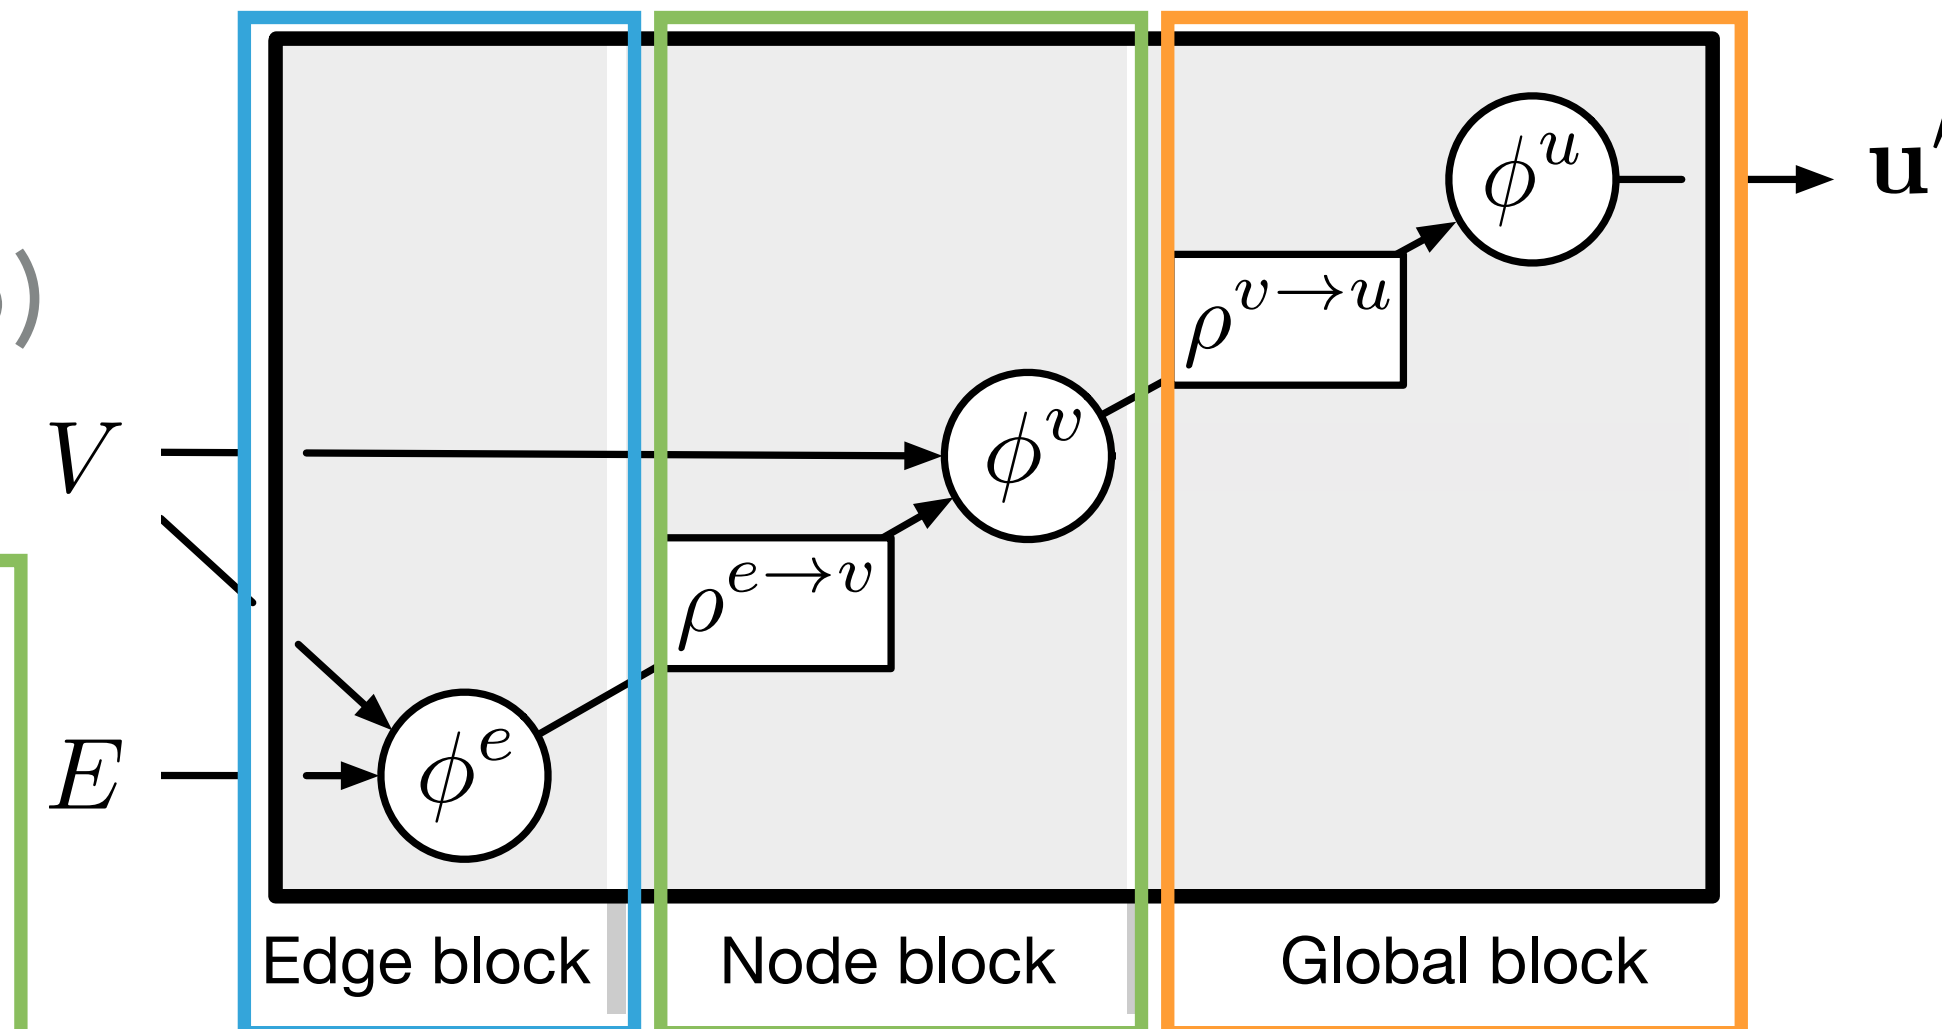 ϕ^u
u′
ρ^{v→u}
)
V
ϕ^v
ρ^{e→v}
E
ϕ^e
Edge block
Node block
Global block